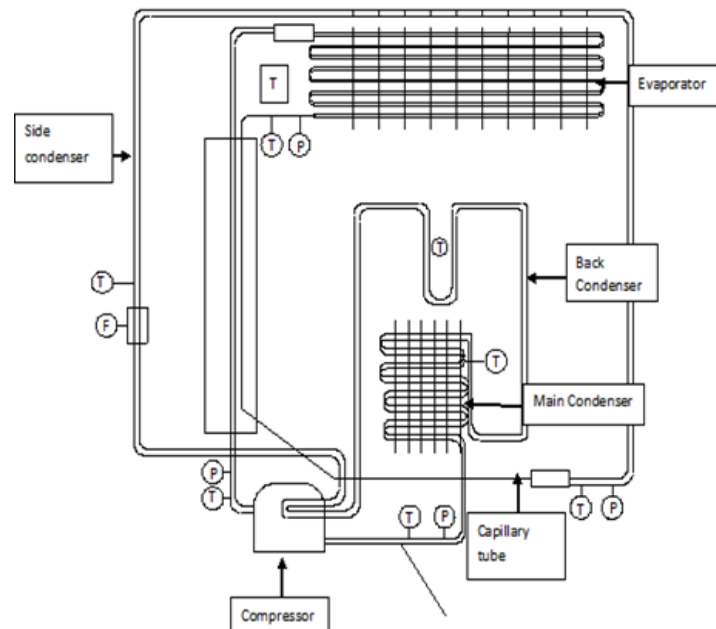 Evaporator
T
Side
condenser
T
P
T
Back
Condenser
T
F
T
Main Condenser
P
T
T
P
T
P
Capillary
tube
Compressor